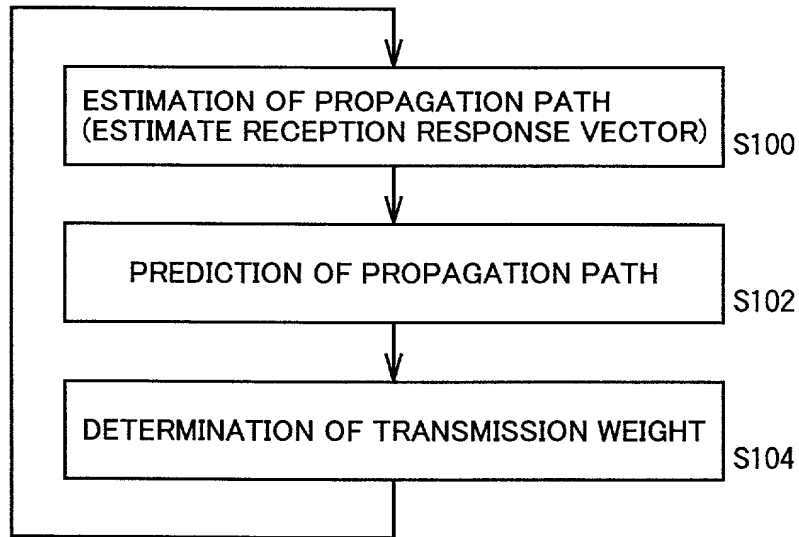 ESTIMATION OF PROPAGATION PATH
(ESTIMATE RECEPTION RESPONSE VECTOR)
S100
PREDICTION OF PROPAGATION PATH
S102
DETERMINATION OF TRANSMISSION WEIGHT
S104